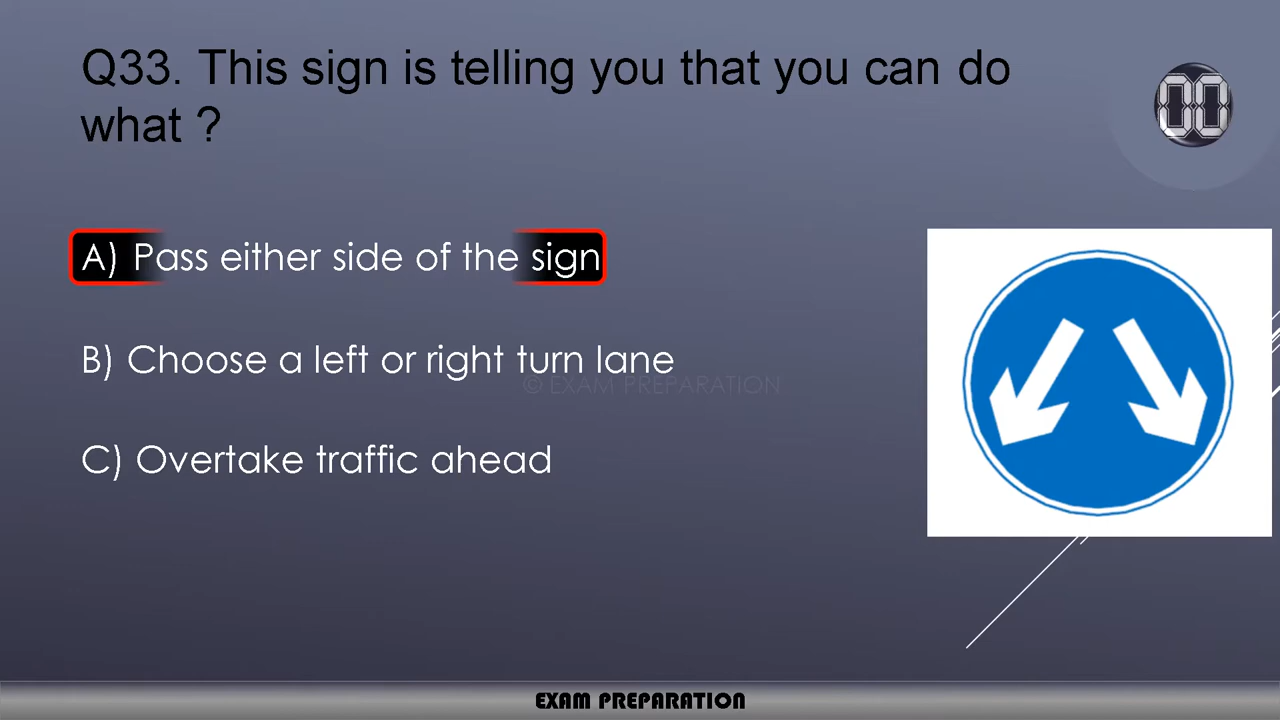 Q33. This sign is telling you that you can do
what ?
00
A) Pass either side of the sign
B) Choose a left or right turn lane
© EXAM PREPARATION
C) Overtake traffic ahead
EXAM PREPARATION